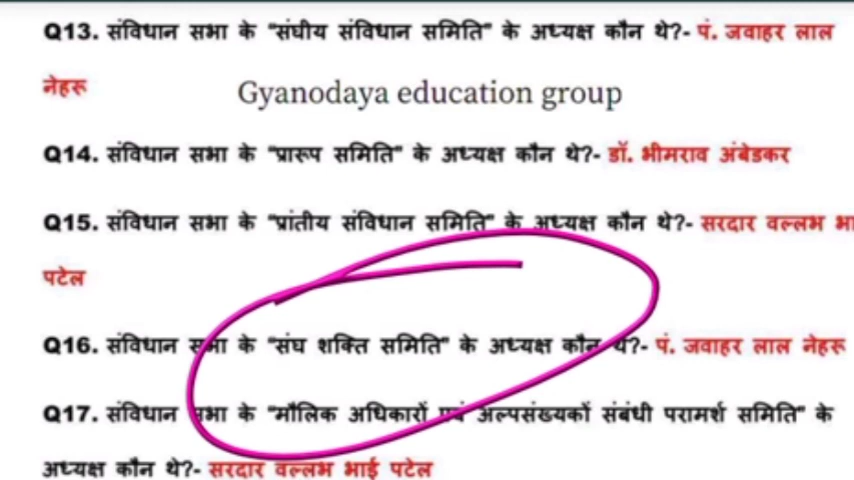 Q13. संविधान सभा के "संघीय संविधान समिति" के अध्यक्ष कौन थे?- पं. जवाहर लाल
नेहरू
Gyanodaya education group
Q14. संविधान सभा के "प्रारूप समिति" के अध्यक्ष कौन थे?- डॉ. भीमराव अंबेडकर
Q15. संविधान सभा के "प्रांतीय संविधान समिति" के अध्यक्ष कौन थे?- सरदार वल्लभ भा
पटेल
Q16. संविधान सभा के "संघ शक्ति समिति" के अध्यक्ष कौन थे?- पं. जवाहर लाल नेहरू
Q17. संविधान सभा के "मौलिक अधिकारों एवं अल्पसंख्यकों संबंधी परामर्श समिति" के
अध्यक्ष कौन थे?- सरदार वल्लभ भाई पटेल